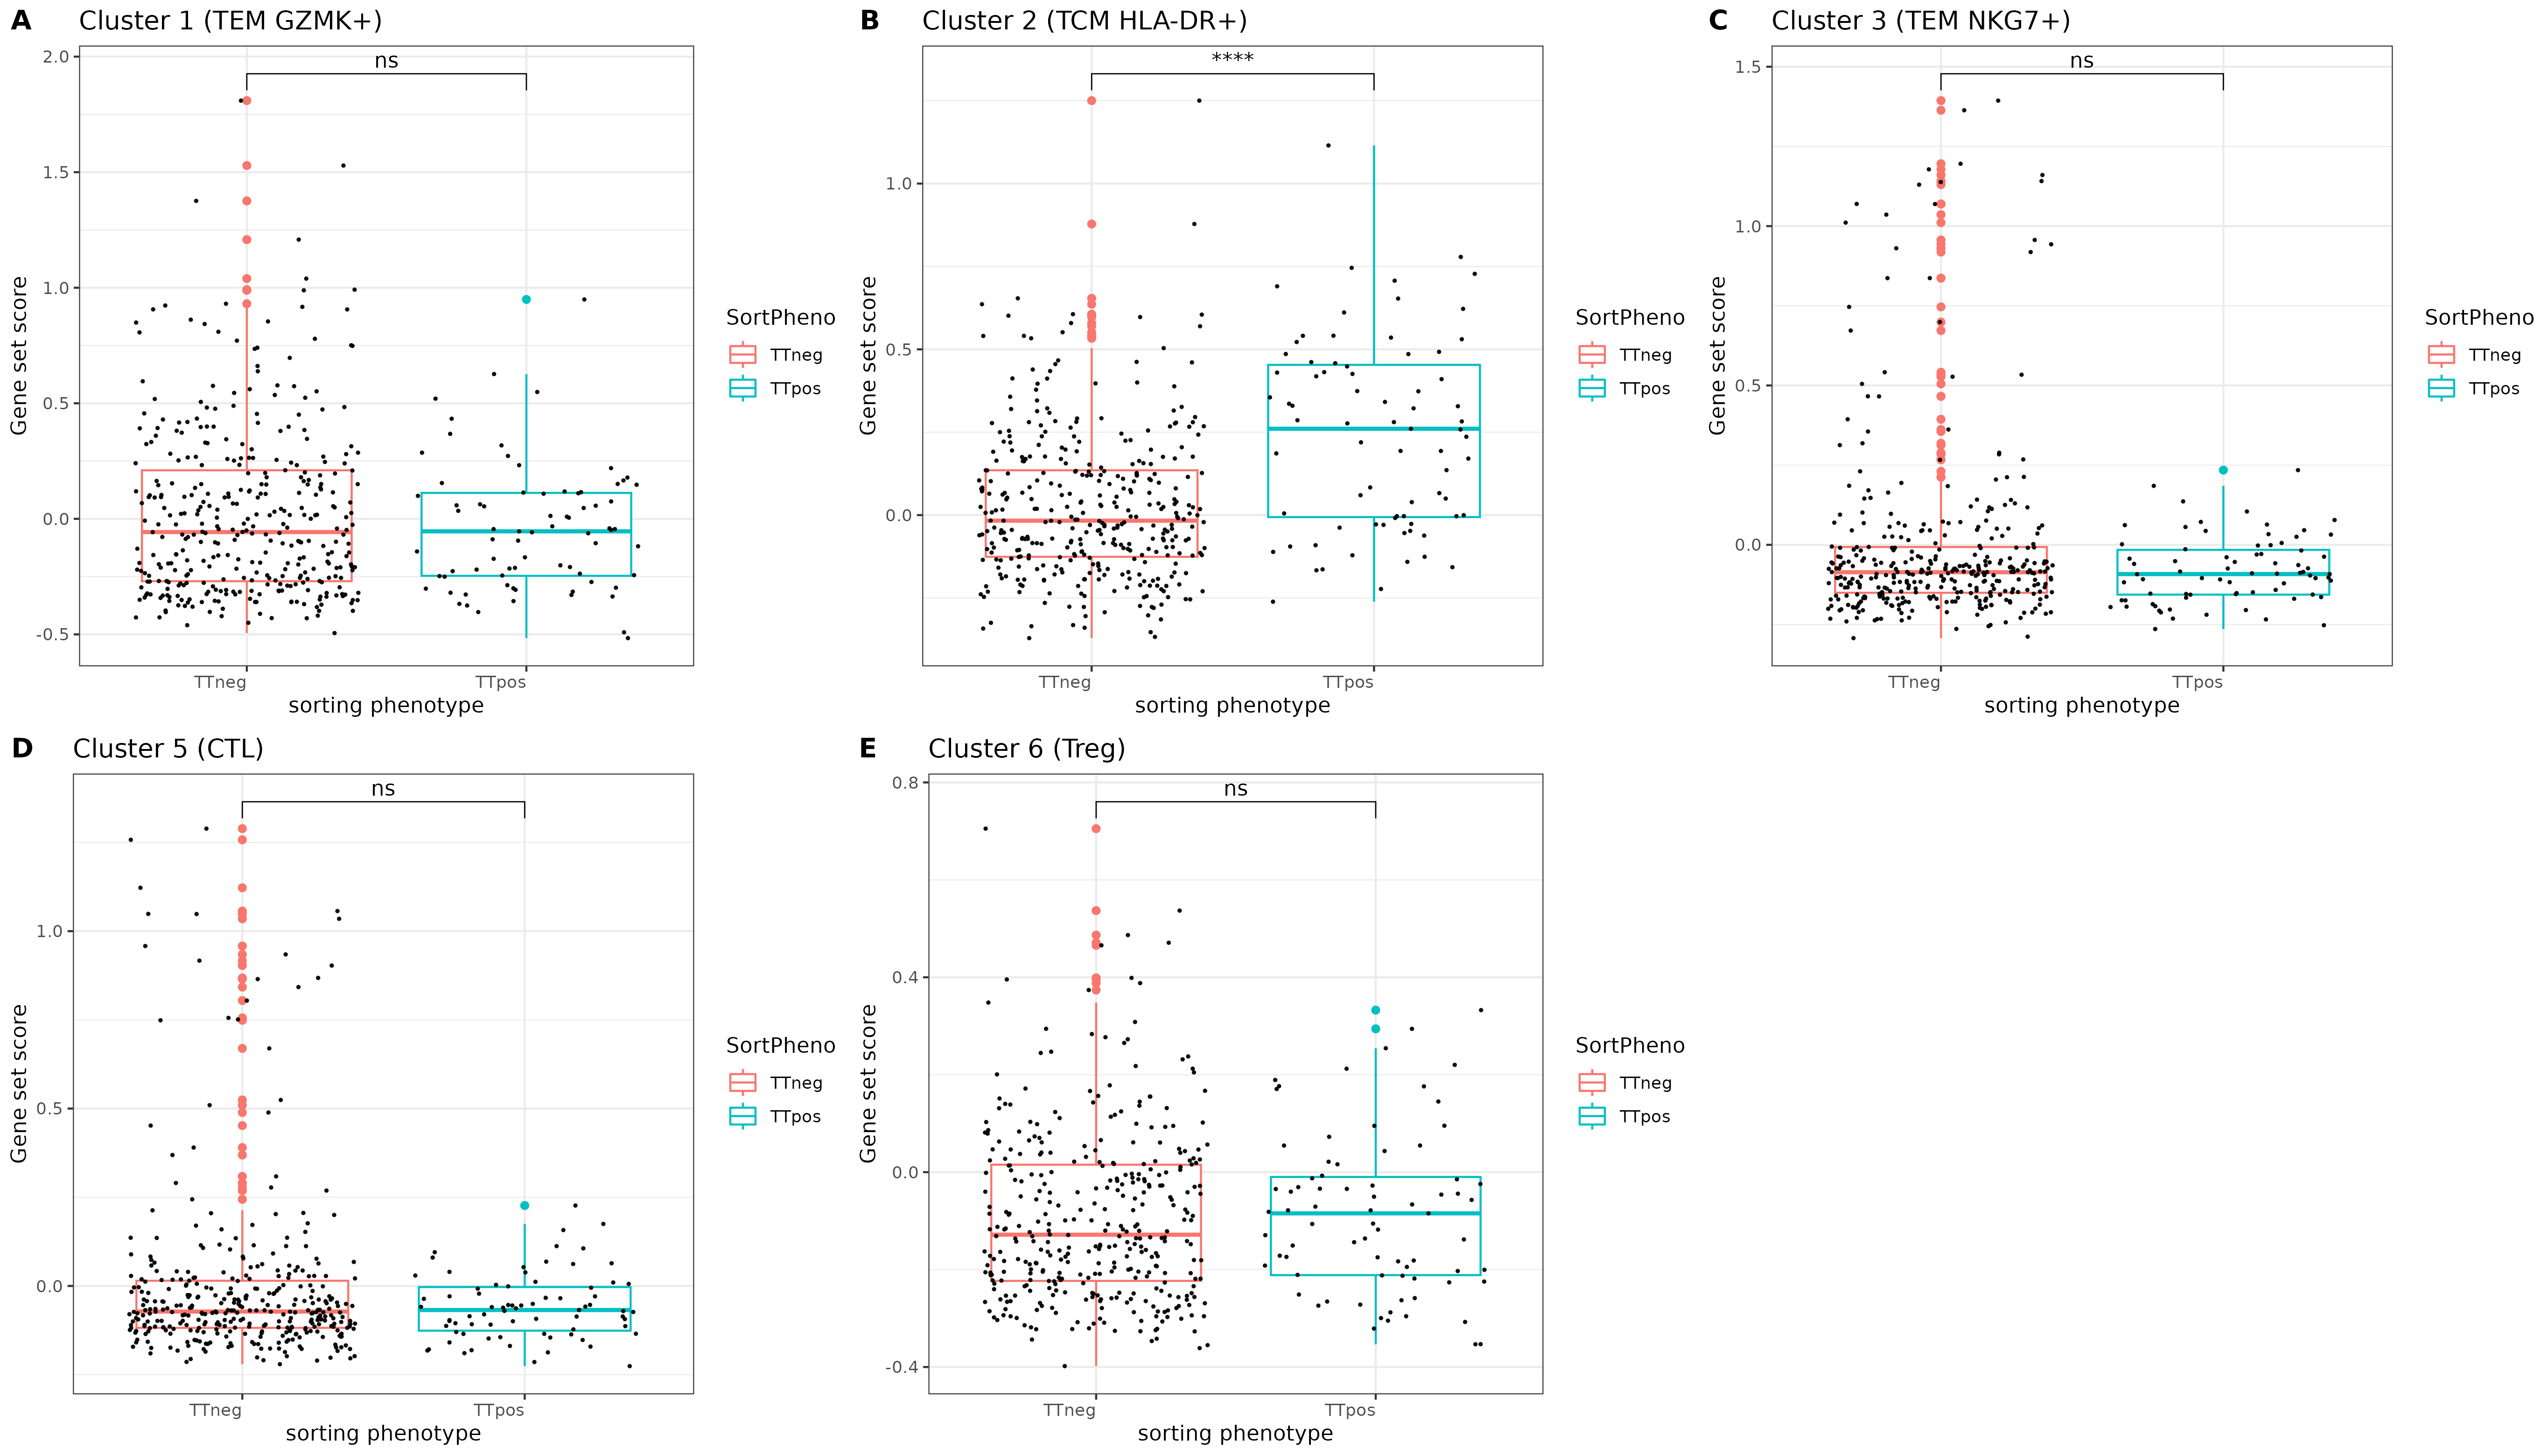 A Cluster 1 (TEM GZMK+)
2.0
1.5
1.0
0.5
0.0
-0.5
Gene set score
ns
TTneg TTpos
sorting phenotype
SortPheno
TTneg
TTpos
B Cluster 2 (TCM HLA-DR+)
1.0
0.5
0.0
Gene set score
****
TTneg TTpos
sorting phenotype
SortPheno
TTneg
TTpos
C Cluster 3 (TEM NKG7+)
1.5
1.0
0.5
0.0
Gene set score
ns
TTneg TTpos
sorting phenotype
SortPheno
TTneg
TTpos
D Cluster 5 (CTL)
1.0
0.5
0.0
Gene set score
ns
TTneg TTpos
sorting phenotype
SortPheno
TTneg
TTpos
E Cluster 6 (Treg)
0.8
0.4
0.0
-0.4
Gene set score
ns
TTneg TTpos
sorting phenotype
SortPheno
TTneg
TTpos